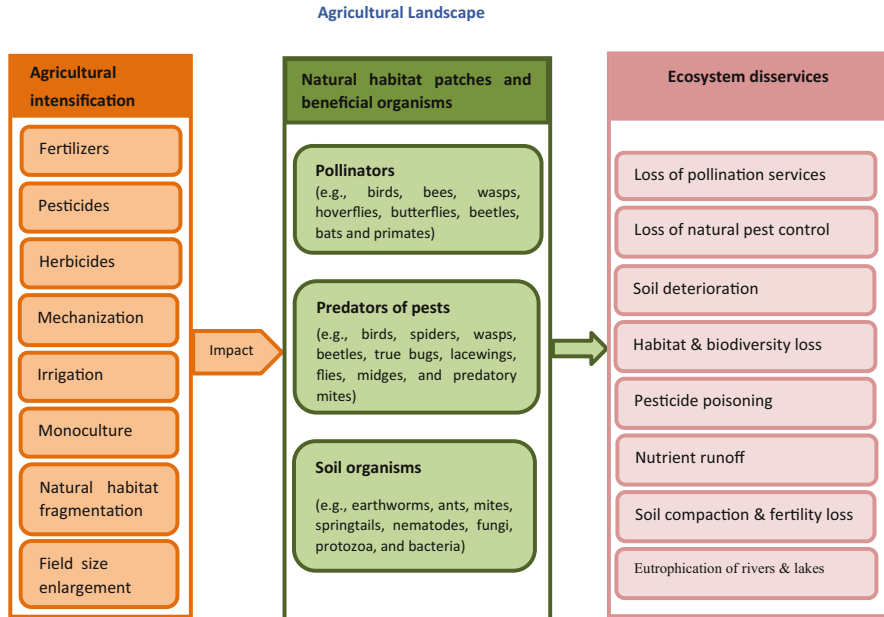 Agricultural Landscape
Agricultural
intensification
Fertilizers
Pesticides
Herbicides
Mechanization
Irrigation
Monoculture
Natural habitat
fragmentation
Field size
enlargement
Impact
Natural habitat patches and
beneficial organisms
Pollinators
(e.g., birds, bees, wasps,
hoverflies, butterflies, beetles,
bats and primates)
Predators of pests
(e.g., birds, spiders, wasps,
beetles, true bugs, lacewings,
flies, midges, and predatory
mites)
Soil organisms
(e.g., earthworms, ants, mites,
springtails, nematodes, fungi,
protozoa, and bacteria)
Ecosystem disservices
Loss of pollination services
Loss of natural pest control
Soil deterioration
Habitat & biodiversity loss
Pesticide poisoning
Nutrient runoff
Soil compaction & fertility loss
Eutrophication of rivers & lakes